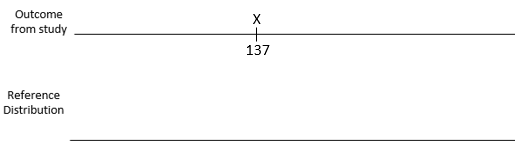 Outcome
from study
X
137
Reference
Distribution